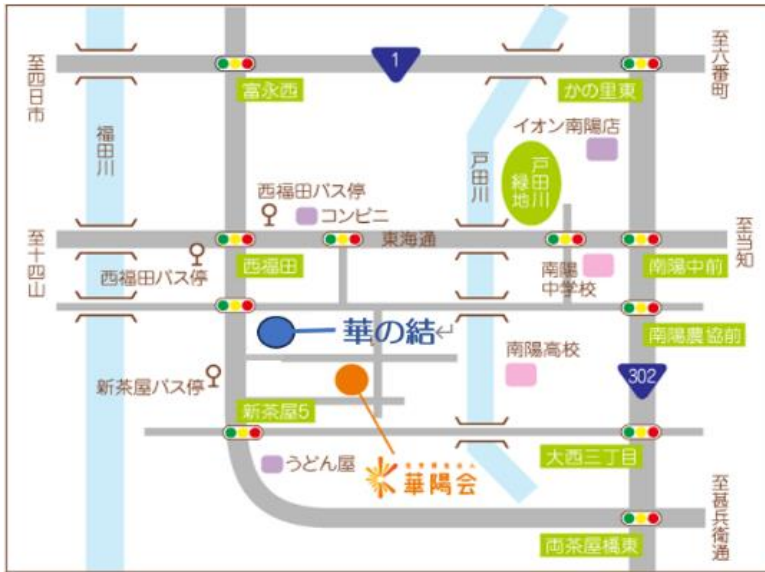 1
至四日市
至六番町
富永西
かの里東
イオン南陽店
福田川
戸田川
戸田川
緑地
西福田バス停
コンビニ
東海通
至十四山
至当知
西福田バス停
西福田
南陽
中学校
南陽中前
華の結↵
南陽農協前
南陽高校
新茶屋バス停
302
新茶屋5
大西三丁目
うどん屋
華陽会
至甚兵衛通
両茶屋橋東